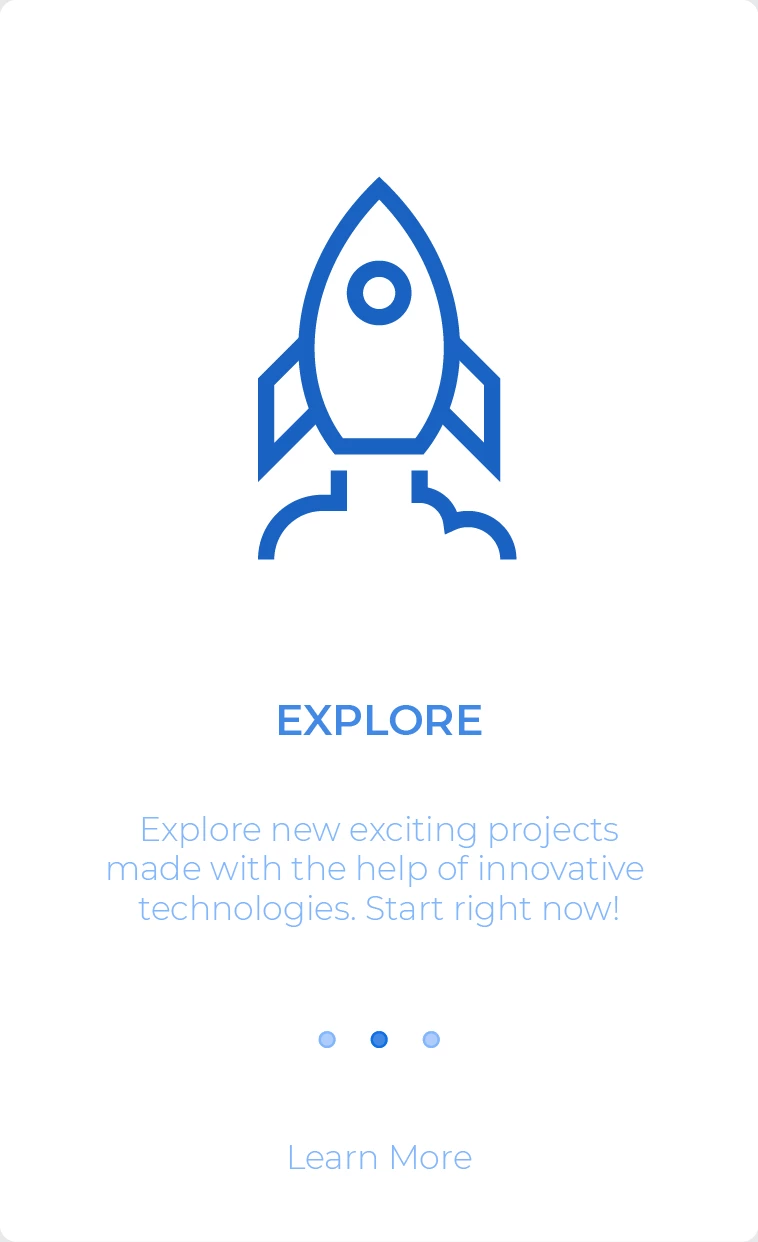 EXPLORE
Explore new exciting projects
made with the help of innovative
technologies. Start right now!
Learn More